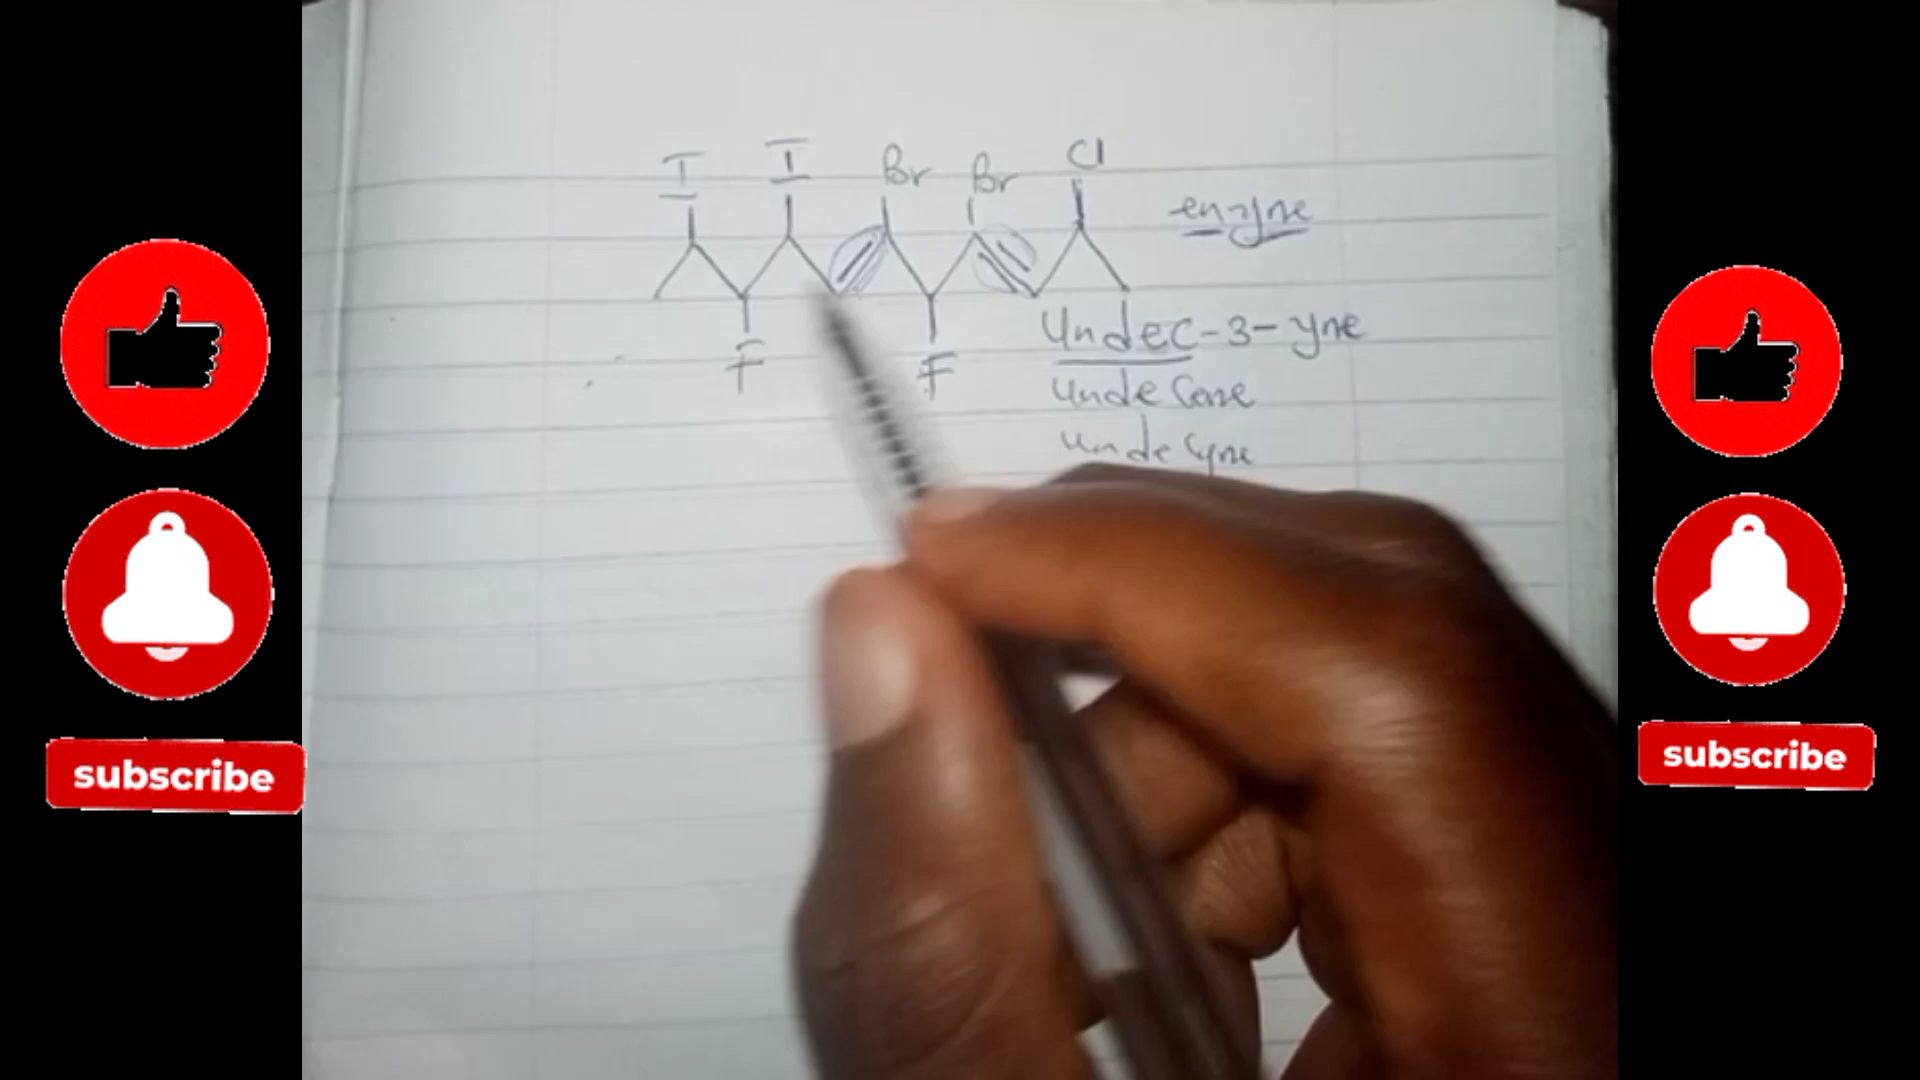 I I Br Br Cl
enyne
F F
Undec-3-yne
undecene
undecyne
subscribe
subscribe